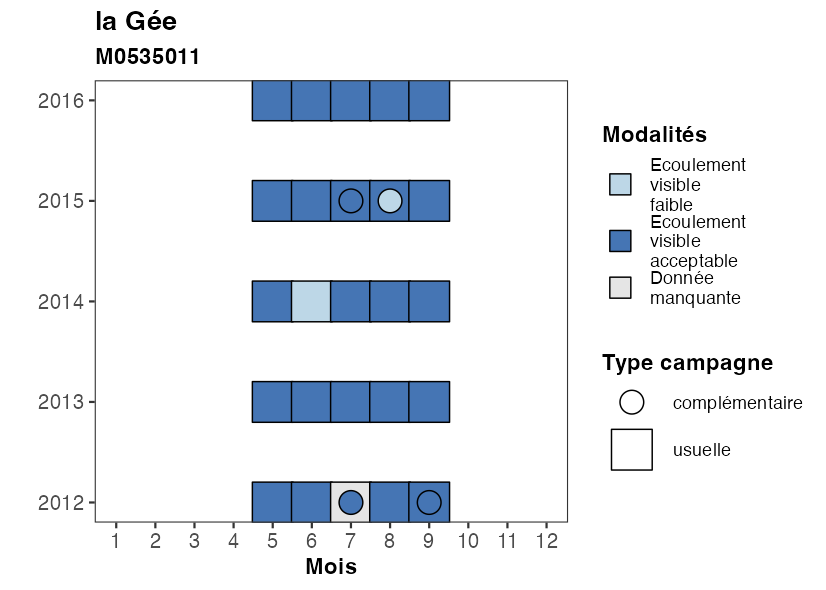 la Gée
M0535011
2016
2015
2014
2013
2012
1 2 3 4 5 6 7 8 9 10 11 12
Mois
Modalités
Ecoulement
visible
faible
Ecoulement
visible
acceptable
Donnée
manquante
Type campagne
complémentaire
usuelle